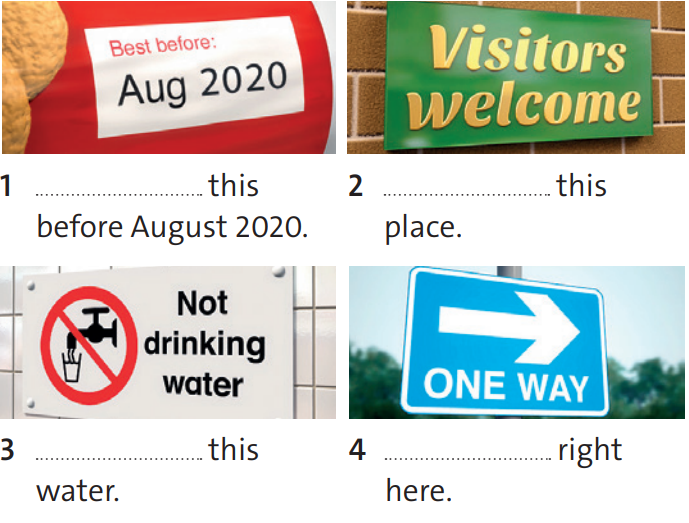 Best before:
Aug 2020
Visitors
welcome
1 ........................... this
before August 2020.
2 ........................... this
place.
Not
drinking
water
ONE WAY
3 ........................... this
water.
4 ........................... right
here.